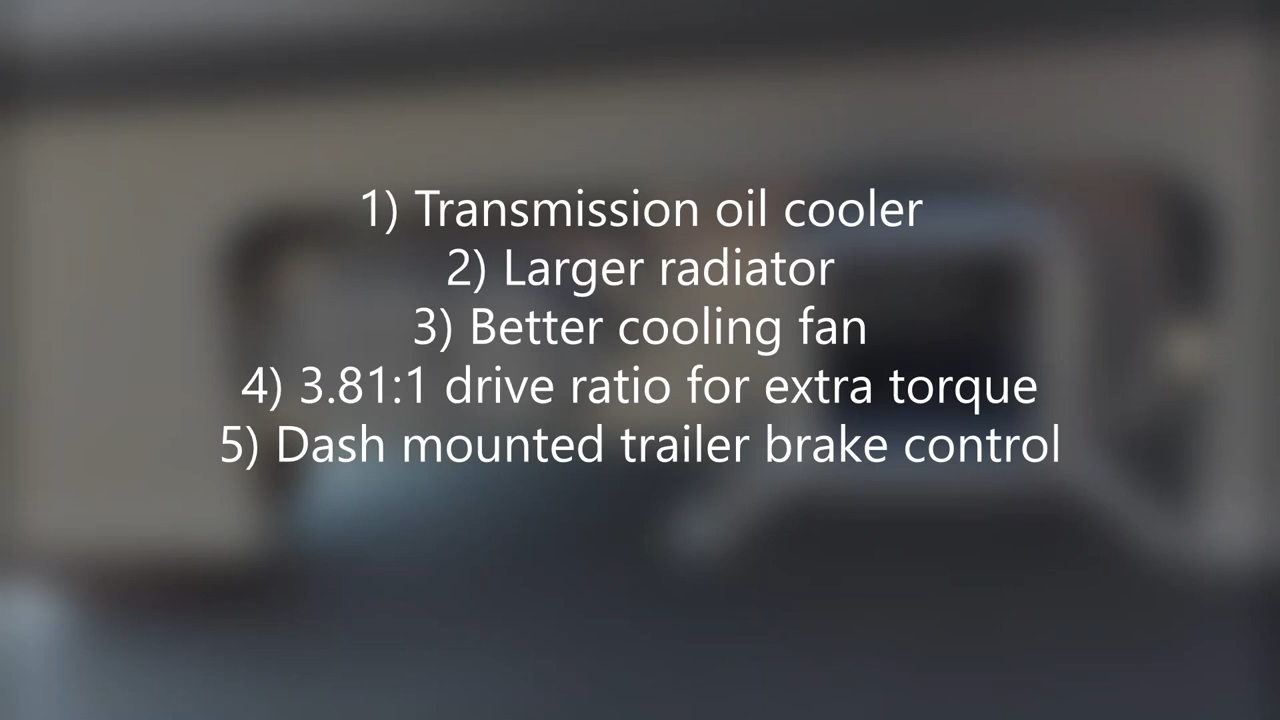 1) Transmission oil cooler
2) Larger radiator
3) Better cooling fan
4) 3.81:1 drive ratio for extra torque
5) Dash mounted trailer brake control